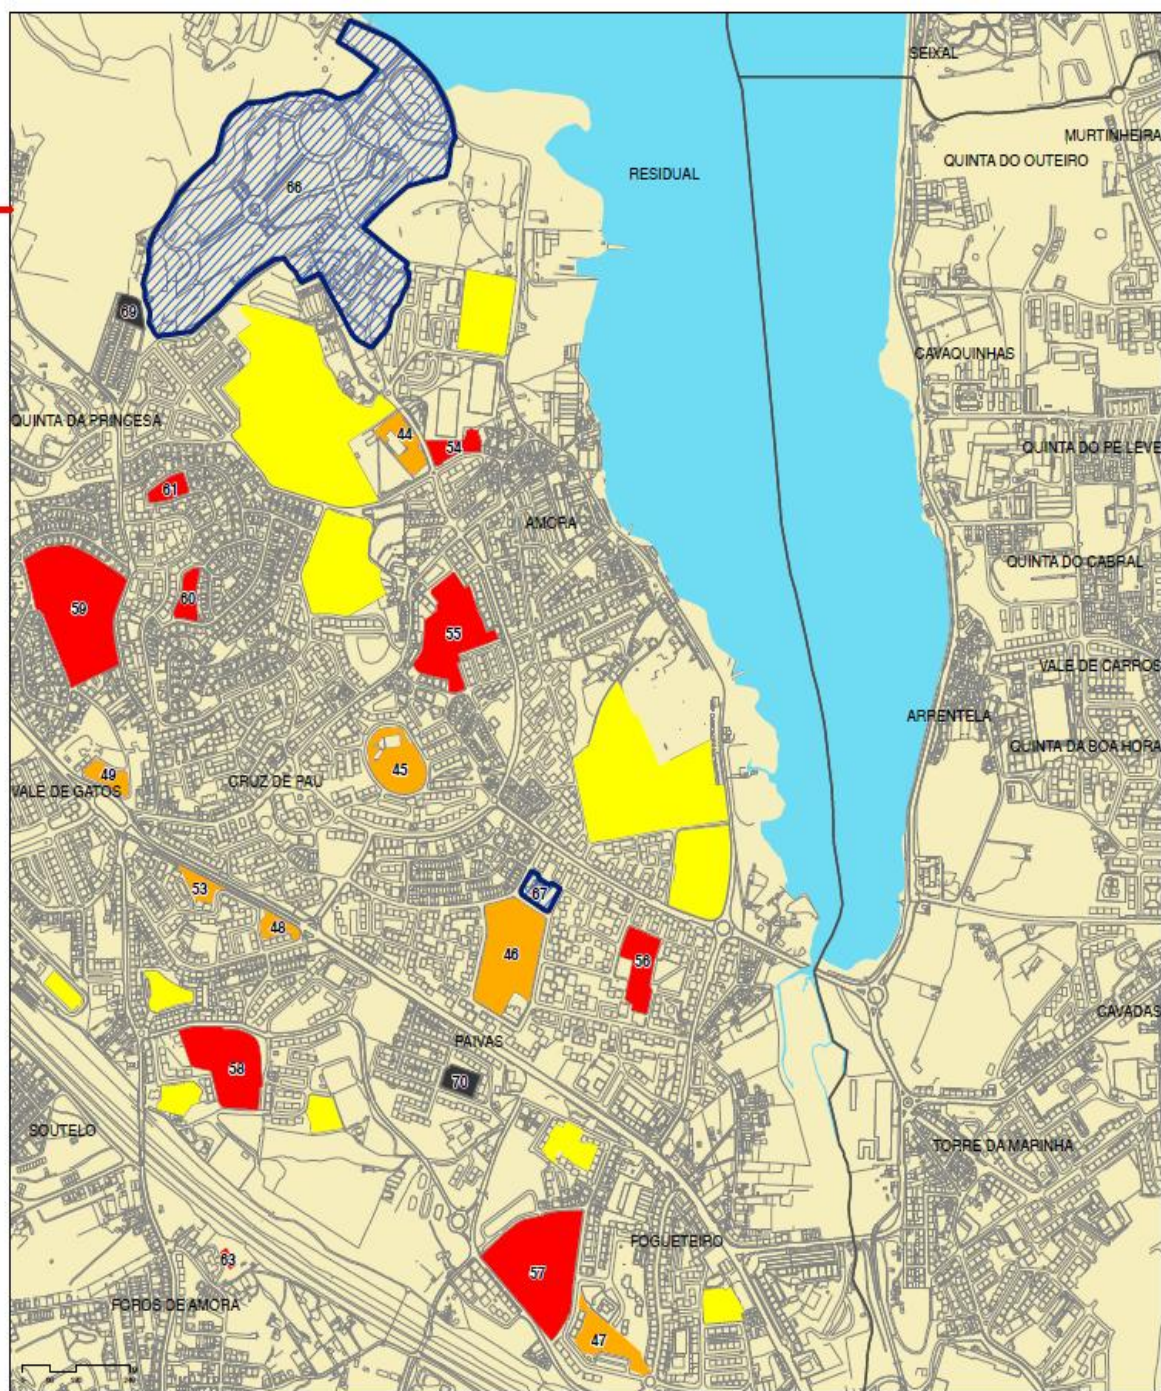 SEIXAL
MURTINHEIRA
QUINTA DO OUTEIRO
RESIDUAL
66
69
CAVAQUINHAS
QUINTA DA PRINCESA
44
54
QUINTA DO PE LEVE
61
AMORA
QUINTA DO CABRAL
59
60
55
VALE DE CARROS
ARRENTELA
QUINTA DA BOA HORA
49
CRUZ DE PAU
45
VALE DE GATOS
53
67
48
46
56
CAVADAS
PAIVAS
58
70
SOUTELO
TORRE DA MARINHA
FOGUETEIRO
63
57
FOROS DE AMORA
47